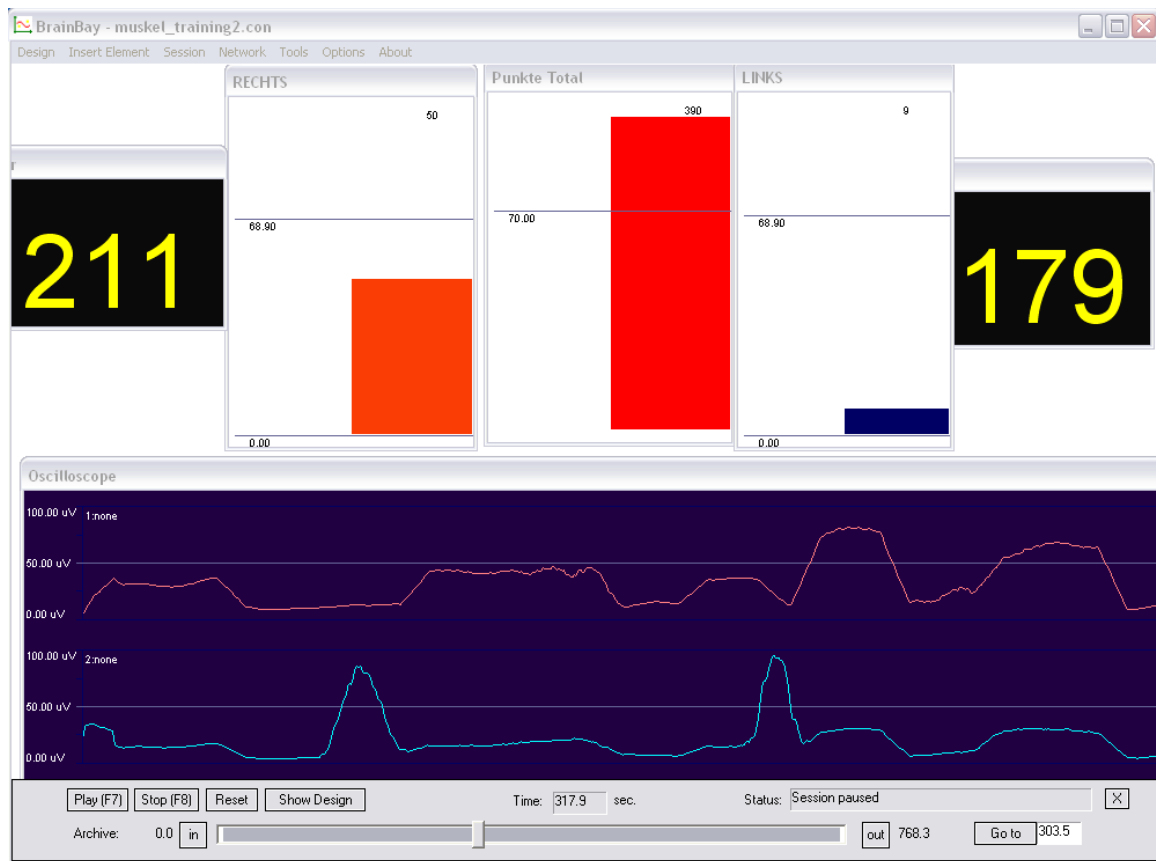 BrainBay - muskel_training2.con
Design Insert Element Session Network Tools Options About
RECHTS
Punkte Total
LINKS
50
390
9
r
68.90
70.00
68.90
211
179
0.00
0.00
Oscilloscope
100.00 uV
1:none
50.00 uV
0.00 uV
100.00 uV
2:none
50.00 uV
0.00 uV
Play (F7) Stop (F8) Reset Show Design Time: 317.9 sec. Status: Session paused X
Archive: 0.0 in out 768.3 Go to 303.5